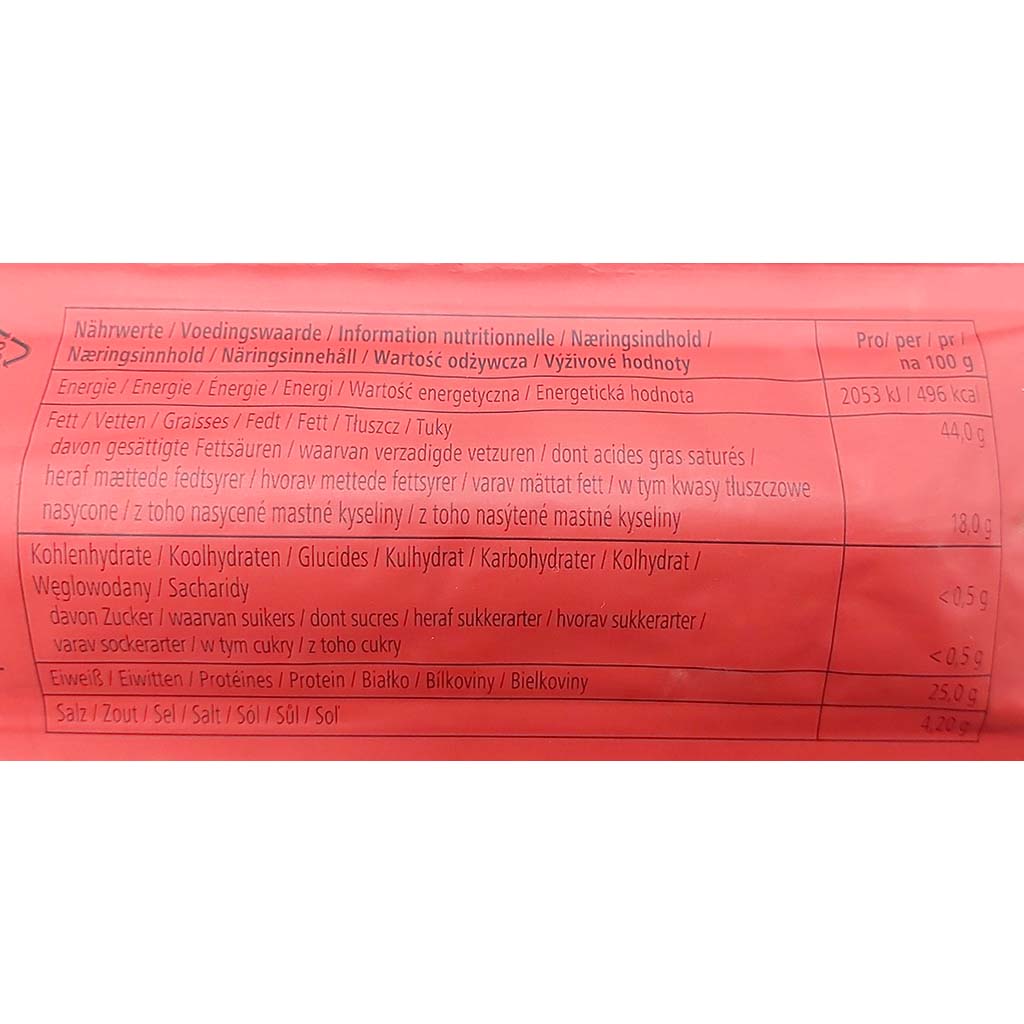 Nährwerte / Voedingswaarde / Information nutritionnelle / Næringsindhold /
Næringsinnhold / Näringsinnehåll / Wartość odżywcza / Výživové hodnoty
Pro/ per / pr /
na 100 g
Energie / Energie / Énergie / Energi / Wartość energetyczna / Energetická hodnota
2053 kJ / 496 kcal
Fett / Vetten / Graisses / Fedt / Fett / Tłuszcz / Tuky
44,0 g
davon gesättigte Fettsäuren / waarvan verzadigde vetzuren / dont acides gras saturés /
heraf mættede fedtsyrer / hvorav mettede fettsyrer / varav mättat fett / w tym kwasy tłuszczowe
nasycone / z toho nasycené mastné kyseliny / z toho nasýtené mastné kyseliny
18,0 g
Kohlenhydrate / Koolhydraten / Glucides / Kulhydrat / Karbohydrater / Kolhydrat /
Węglowodany / Sacharidy
<0,5 g
davon Zucker / waarvan suikers / dont sucres / heraf sukkerarter / hvorav sukkerarter /
varav sockerarter / w tym cukry / z toho cukry
<0,5 g
Eiweiß / Eiwitten / Protéines / Protein / Białko / Bílkoviny / Bielkoviny
25,0 g
Salz / Zout / Sel / Salt / Sól / Sůl / Soľ
4,20 g